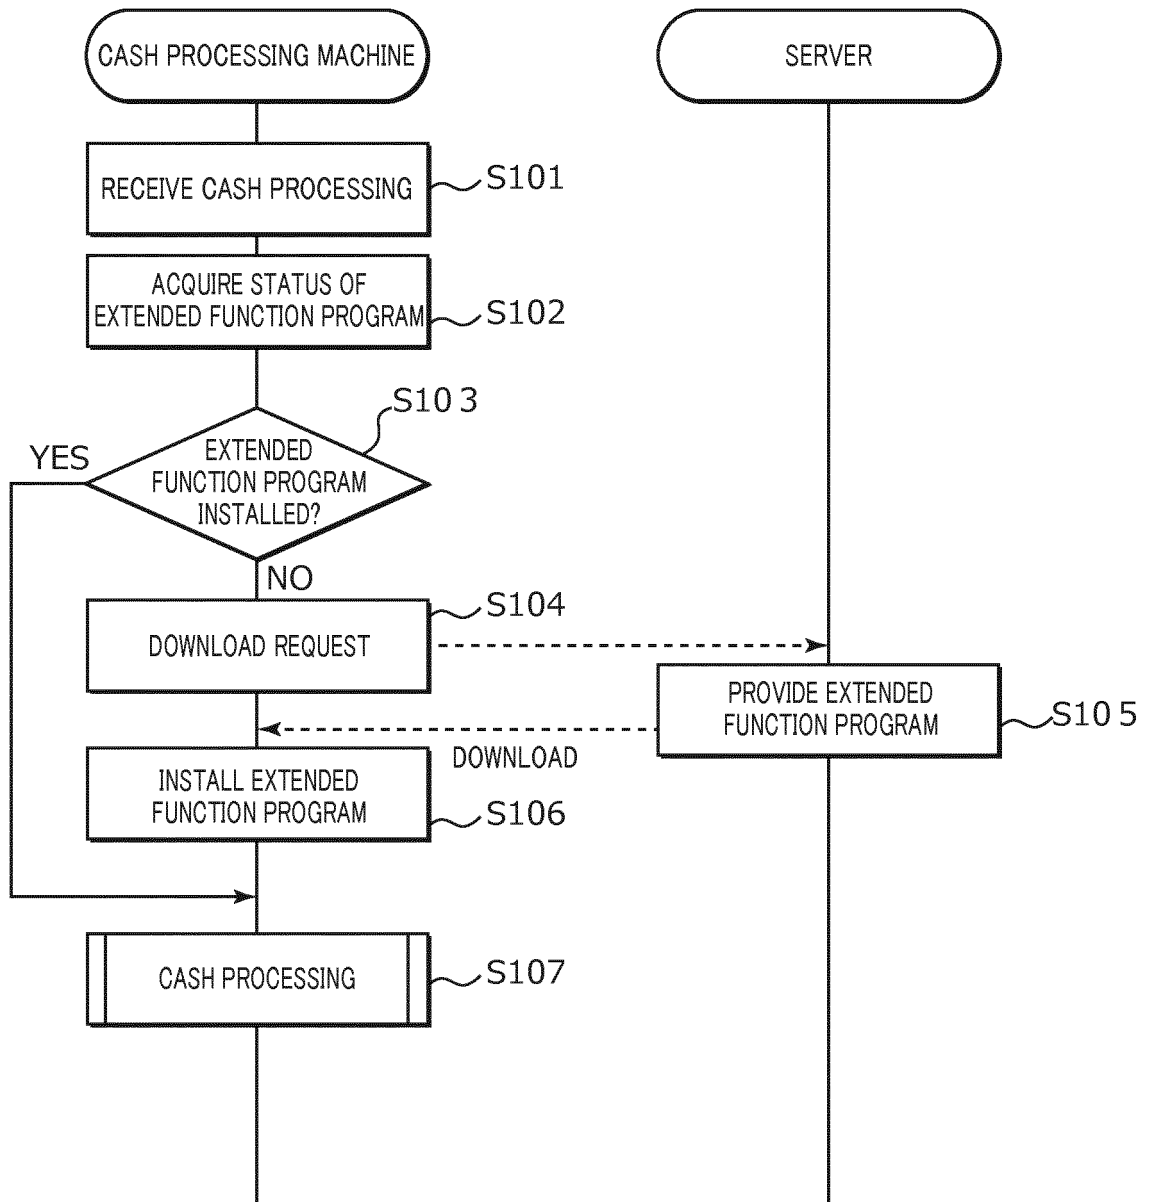 CASH PROCESSING MACHINE
SERVER
RECEIVE CASH PROCESSING
S101
ACQUIRE STATUS OF
EXTENDED FUNCTION PROGRAM
S102
S103
YES
EXTENDED
FUNCTION PROGRAM
INSTALLED?
NO
S104
DOWNLOAD REQUEST
PROVIDE EXTENDED
FUNCTION PROGRAM
S105
DOWNLOAD
INSTALL EXTENDED
FUNCTION PROGRAM
S106
CASH PROCESSING
S107